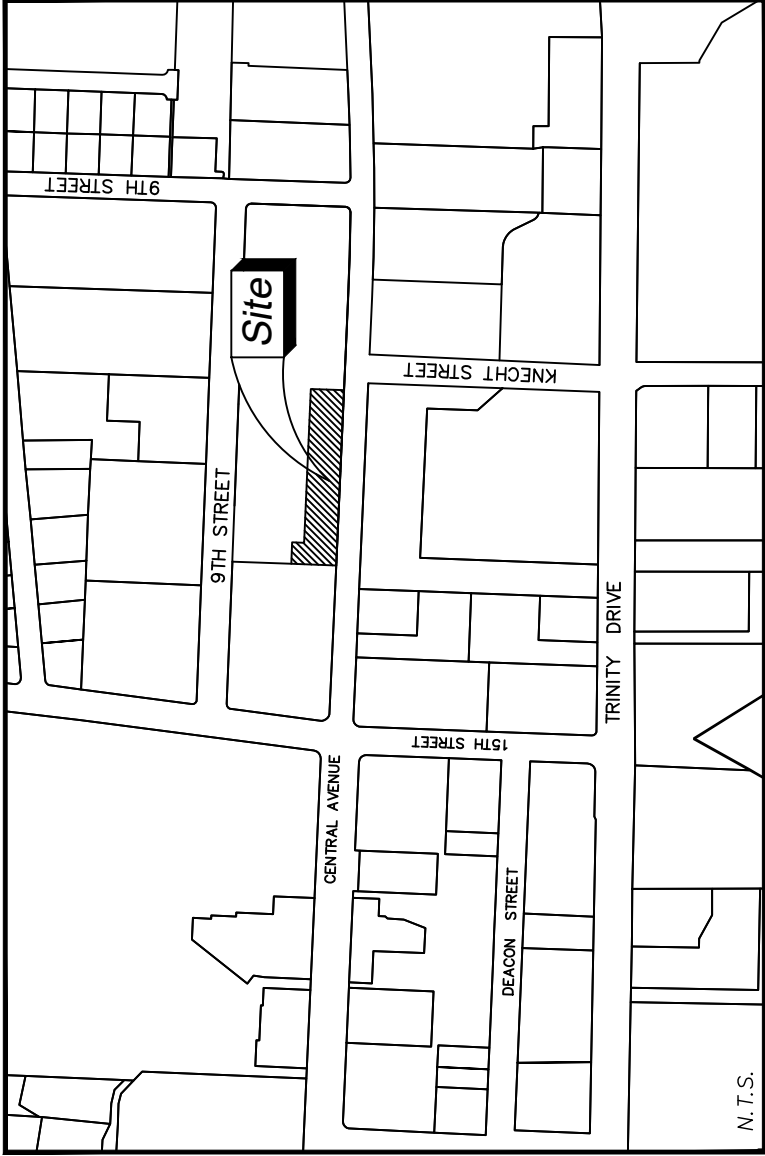 9TH STREET
Site
KNECHT STREET
9TH STREET
TRINITY DRIVE
15TH STREET
CENTRAL AVENUE
DEACON STREET
N.T.S.